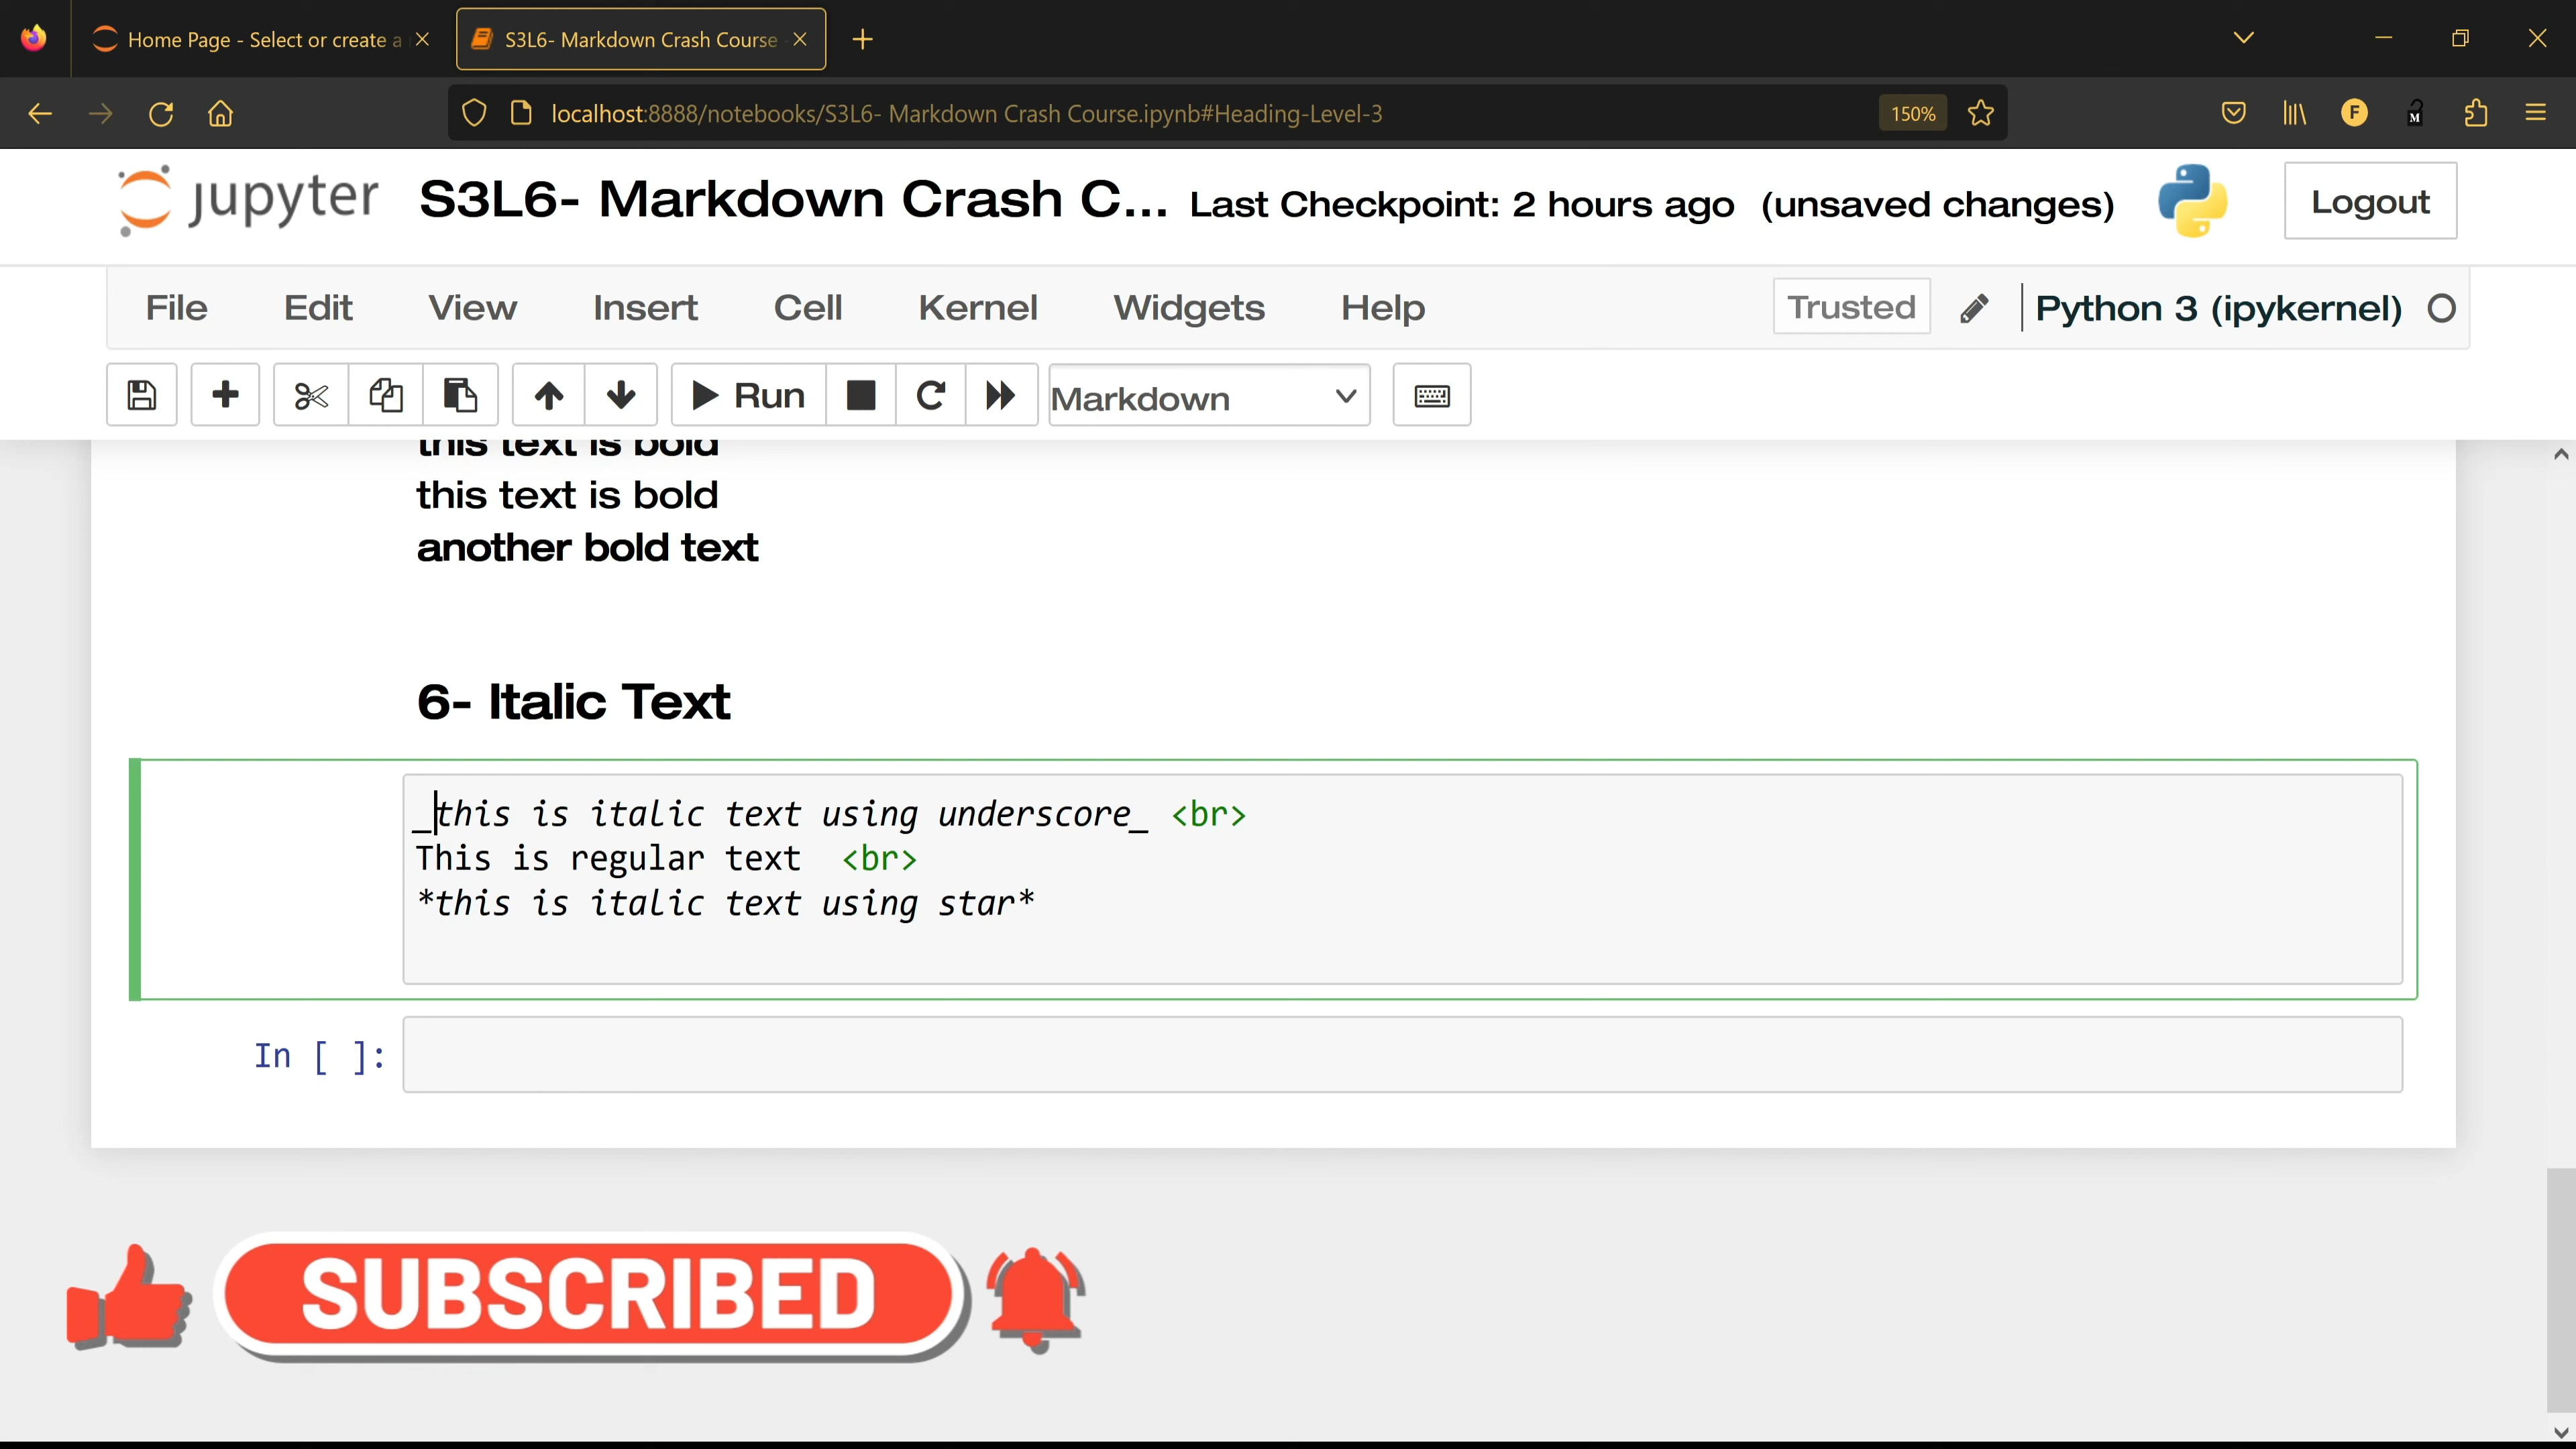 Home Page - Select or create a
S3L6- Markdown Crash Course
localhost:8888/notebooks/S3L6- Markdown Crash Course.ipynb#Heading-Level-3
150%
F
M
jupyter
S3L6- Markdown Crash C... Last Checkpoint: 2 hours ago (unsaved changes)
Logout
File Edit View Insert Cell Kernel Widgets Help
Trusted
Python 3 (ipykernel)
Run
Markdown
this text is bold
this text is bold
another bold text
6- Italic Text
_this is italic text using underscore_ <br>
This is regular text <br>
*this is italic text using star*
In [ ]:
SUBSCRIBED